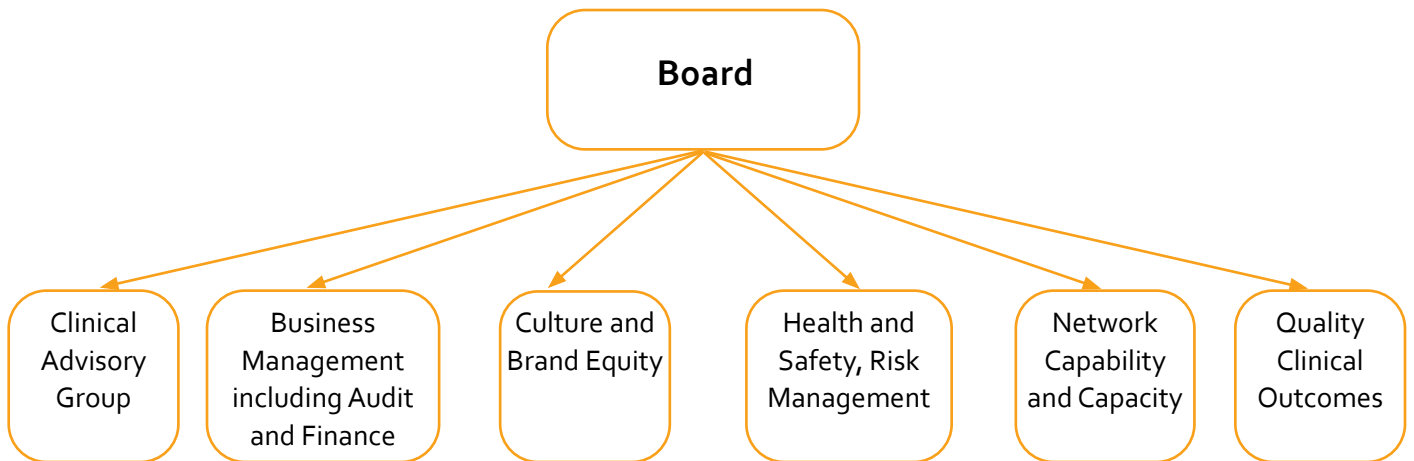 Board
Clinical
Advisory
Group
Business
Management
including Audit
and Finance
Culture and
Brand Equity
Health and
Safety, Risk
Management
Network
Capability
and Capacity
Quality
Clinical
Outcomes